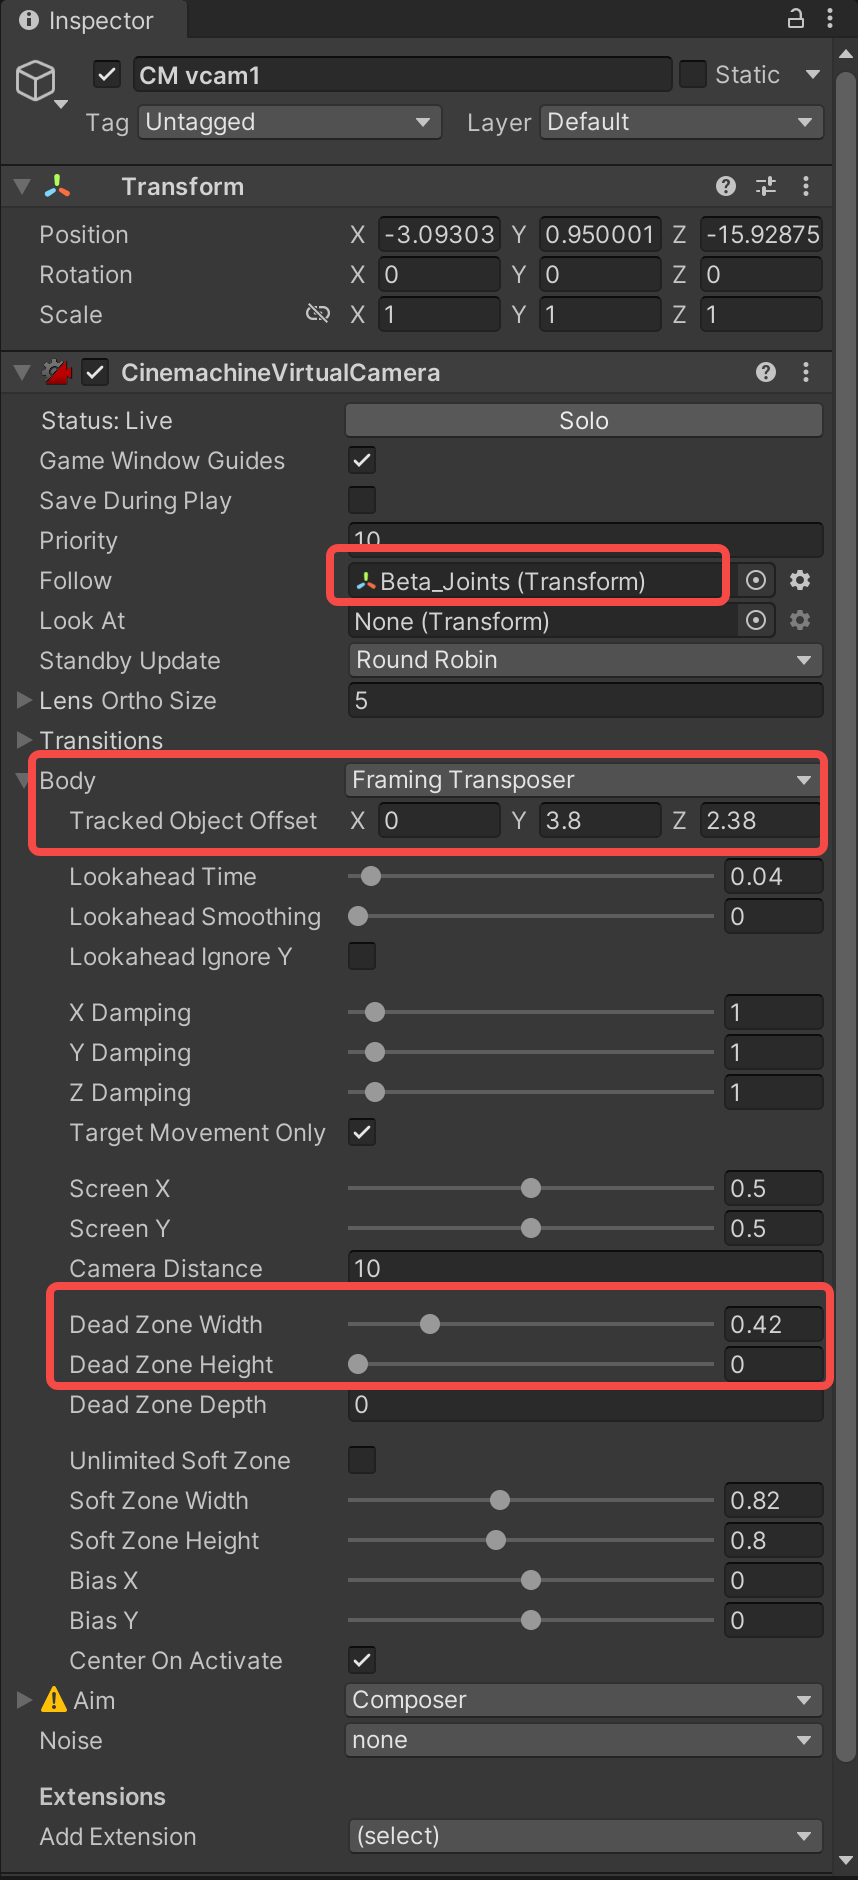 Inspector
CM vcam1 Static
Tag Untagged Layer Default
Transform
Position X -3.09303 Y 0.950001 Z -15.92875
Rotation X 0 Y 0 Z 0
Scale X 1 Y 1 Z 1
CinemachineVirtualCamera
Status: Live Solo
Game Window Guides
Save During Play
Priority 10
Follow Beta_Joints (Transform)
Look At None (Transform)
Standby Update Round Robin
Lens Ortho Size 5
Transitions
Body Framing Transposer
Tracked Object Offset X 0 Y 3.8 Z 2.38
Lookahead Time 0.04
Lookahead Smoothing 0
Lookahead Ignore Y
X Damping 1
Y Damping 1
Z Damping 1
Target Movement Only
Screen X 0.5
Screen Y 0.5
Camera Distance 10
Dead Zone Width 0.42
Dead Zone Height 0
Dead Zone Depth 0
Unlimited Soft Zone
Soft Zone Width 0.82
Soft Zone Height 0.8
Bias X 0
Bias Y 0
Center On Activate
Aim Composer
Noise none
Extensions
Add Extension (select)